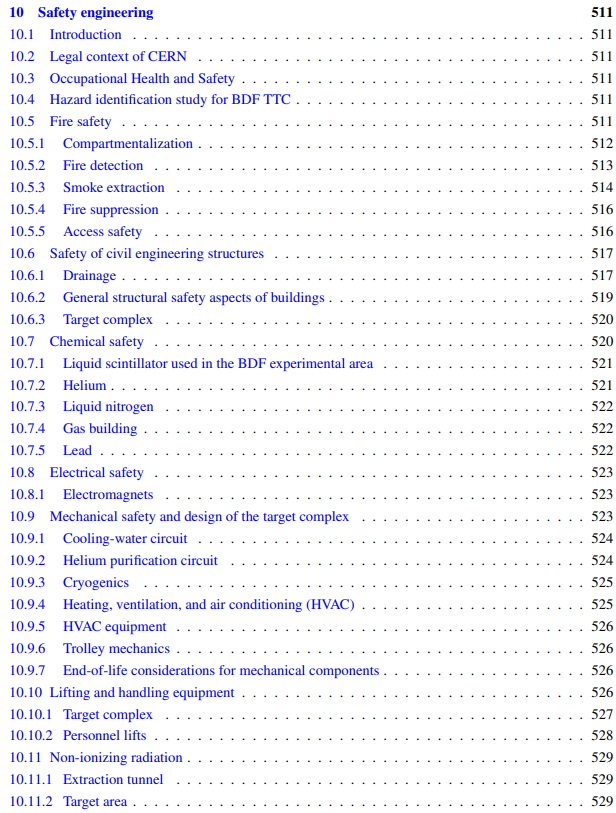 10 Safety engineering 511
10.1 Introduction . . . . . . . . . . . . . . . . . . . . . . . . . . . . . . . . . . . 511
10.2 Legal context of CERN . . . . . . . . . . . . . . . . . . . . . . . . . . . . . 511
10.3 Occupational Health and Safety . . . . . . . . . . . . . . . . . . . . . . . . . 511
10.4 Hazard identification study for BDF TTC . . . . . . . . . . . . . . . . . . . . . 511
10.5 Fire safety . . . . . . . . . . . . . . . . . . . . . . . . . . . . . . . . . . . 511
10.5.1 Compartmentalization . . . . . . . . . . . . . . . . . . . . . . . . . . . . . 512
10.5.2 Fire detection . . . . . . . . . . . . . . . . . . . . . . . . . . . . . . . . 513
10.5.3 Smoke extraction . . . . . . . . . . . . . . . . . . . . . . . . . . . . . . . 514
10.5.4 Fire suppression . . . . . . . . . . . . . . . . . . . . . . . . . . . . . . . 516
10.5.5 Access safety . . . . . . . . . . . . . . . . . . . . . . . . . . . . . . . . 516
10.6 Safety of civil engineering structures . . . . . . . . . . . . . . . . . . . . . . 517
10.6.1 Drainage . . . . . . . . . . . . . . . . . . . . . . . . . . . . . . . . . . 517
10.6.2 General structural safety aspects of buildings . . . . . . . . . . . . . . . . . . 519
10.6.3 Target complex . . . . . . . . . . . . . . . . . . . . . . . . . . . . . . . 520
10.7 Chemical safety . . . . . . . . . . . . . . . . . . . . . . . . . . . . . . . . 520
10.7.1 Liquid scintillator used in the BDF experimental area . . . . . . . . . . . . . . . 521
10.7.2 Helium . . . . . . . . . . . . . . . . . . . . . . . . . . . . . . . . . . . 521
10.7.3 Liquid nitrogen . . . . . . . . . . . . . . . . . . . . . . . . . . . . . . . 522
10.7.4 Gas building . . . . . . . . . . . . . . . . . . . . . . . . . . . . . . . . . 522
10.7.5 Lead . . . . . . . . . . . . . . . . . . . . . . . . . . . . . . . . . . . . 522
10.8 Electrical safety . . . . . . . . . . . . . . . . . . . . . . . . . . . . . . . . 523
10.8.1 Electromagnets . . . . . . . . . . . . . . . . . . . . . . . . . . . . . . . 523
10.9 Mechanical safety and design of the target complex . . . . . . . . . . . . . . . . 523
10.9.1 Cooling-water circuit . . . . . . . . . . . . . . . . . . . . . . . . . . . . . 524
10.9.2 Helium purification circuit . . . . . . . . . . . . . . . . . . . . . . . . . . . 524
10.9.3 Cryogenics . . . . . . . . . . . . . . . . . . . . . . . . . . . . . . . . . 525
10.9.4 Heating, ventilation, and air conditioning (HVAC) . . . . . . . . . . . . . . . . . 525
10.9.5 HVAC equipment . . . . . . . . . . . . . . . . . . . . . . . . . . . . . . . 526
10.9.6 Trolley mechanics . . . . . . . . . . . . . . . . . . . . . . . . . . . . . . 526
10.9.7 End-of-life considerations for mechanical components . . . . . . . . . . . . . . . 526
10.10 Lifting and handling equipment . . . . . . . . . . . . . . . . . . . . . . . . . 526
10.10.1 Target complex . . . . . . . . . . . . . . . . . . . . . . . . . . . . . . . 527
10.10.2 Personnel lifts . . . . . . . . . . . . . . . . . . . . . . . . . . . . . . . . 528
10.11 Non-ionizing radiation . . . . . . . . . . . . . . . . . . . . . . . . . . . . . 529
10.11.1 Extraction tunnel . . . . . . . . . . . . . . . . . . . . . . . . . . . . . . 529
10.11.2 Target area . . . . . . . . . . . . . . . . . . . . . . . . . . . . . . . . . 529